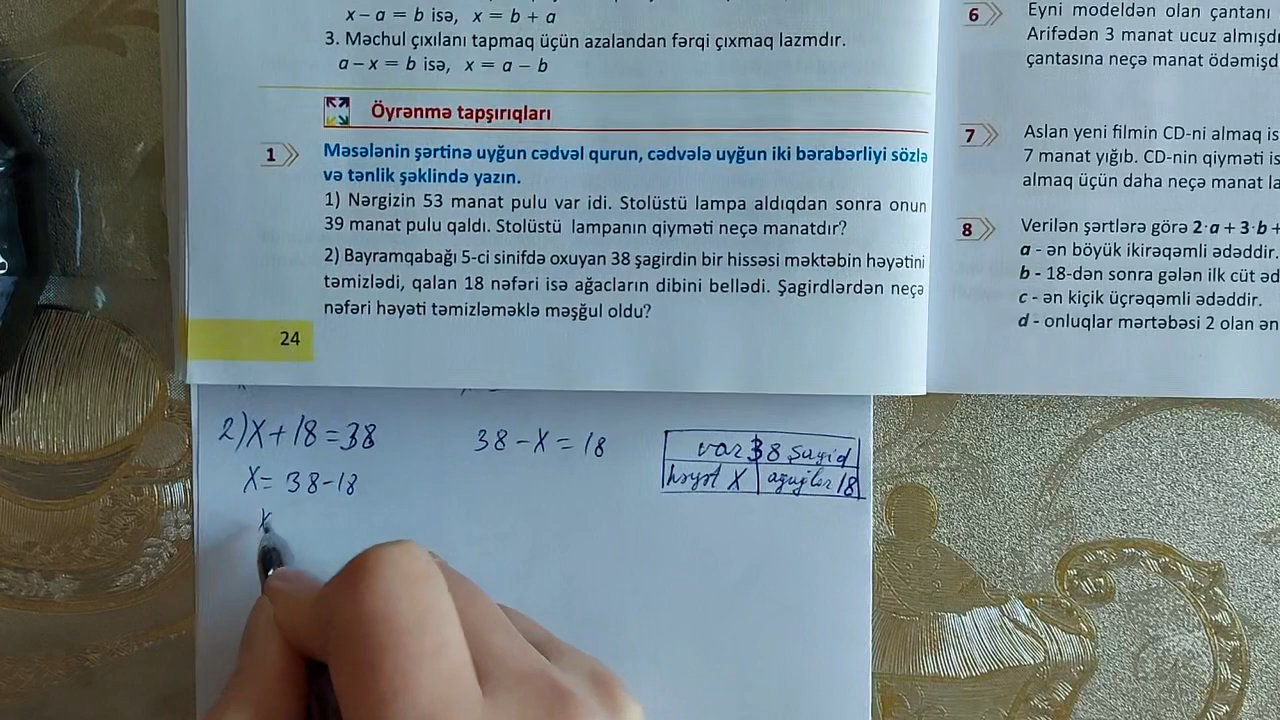 x – a = b isə, x = b + a
3. Məchul çıxılanı tapmaq üçün azalandan fərqi çıxmaq lazmdır.
a – x = b isə, x = a – b
Öyrənmə tapşırıqları
1
Məsələnin şərtinə uyğun cədvəl qurun, cədvələ uyğun iki bərabərliyi sözlə
və tənlik şəklində yazın.
1) Nərgizin 53 manat pulu var idi. Stolüstü lampa aldıqdan sonra onun
39 manat pulu qaldı. Stolüstü lampanın qiyməti neçə manatdır?
2) Bayramqabağı 5-ci sinifdə oxuyan 38 şagirdin bir hissəsi məktəbin həyətini
təmizlədi, qalan 18 nəfəri isə ağacların dibini bellədi. Şagirdlərdən neçə
nəfəri həyəti təmizləməklə məşğul oldu?
24
6
Eyni modeldən olan çantanı
Arifədən 3 manat ucuz almışd
çantasına neçə manat ödəmişd
7
Aslan yeni filmin CD-ni almaq is
7 manat yığıb. CD-nin qiyməti is
almaq üçün daha neçə manat la
8
Verilən şərtlərə görə 2·a + 3·b +
a - ən böyük ikirəqəmli ədəddir.
b - 18-dən sonra gələn ilk cüt əd
c - ən kiçik üçrəqəmli ədəddir.
d - onluqlar mərtəbəsi 2 olan ən
2) x + 18 = 38
x = 38 - 18
x
38 - x = 18
var 38 şagid
həyət x
18